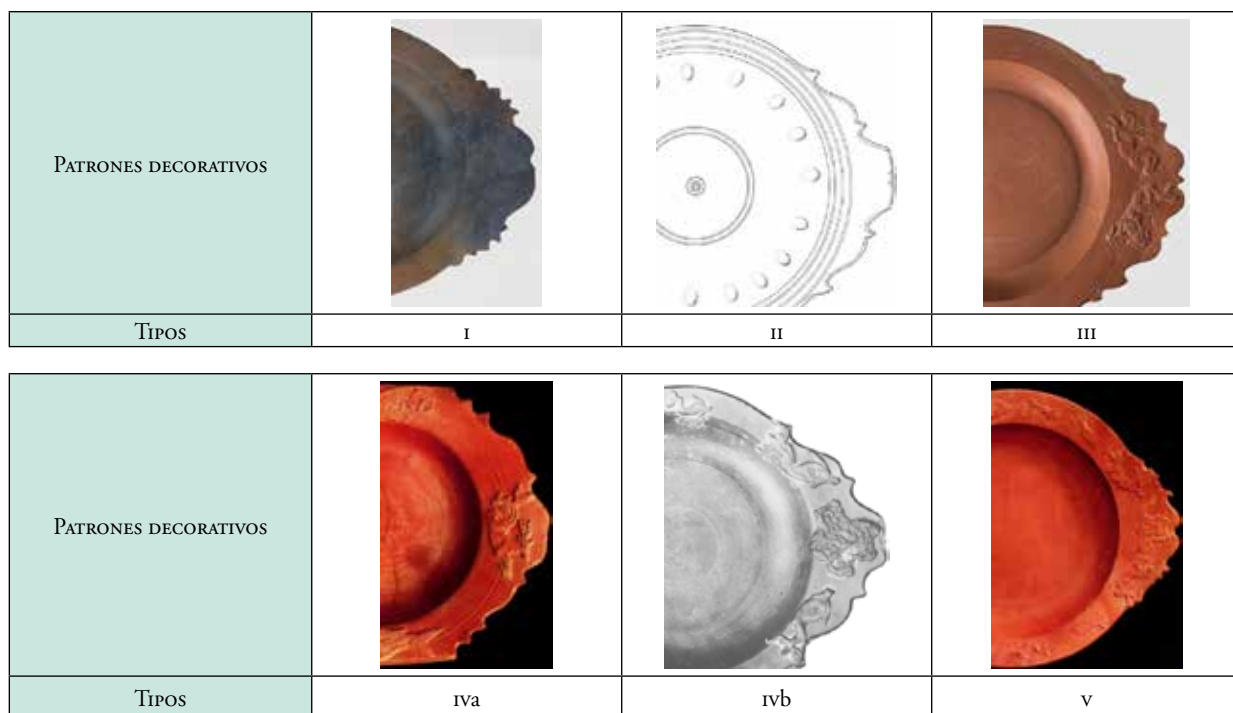 Patrones decorativos
Tipos I II III
Patrones decorativos
Tipos IVa IVb V